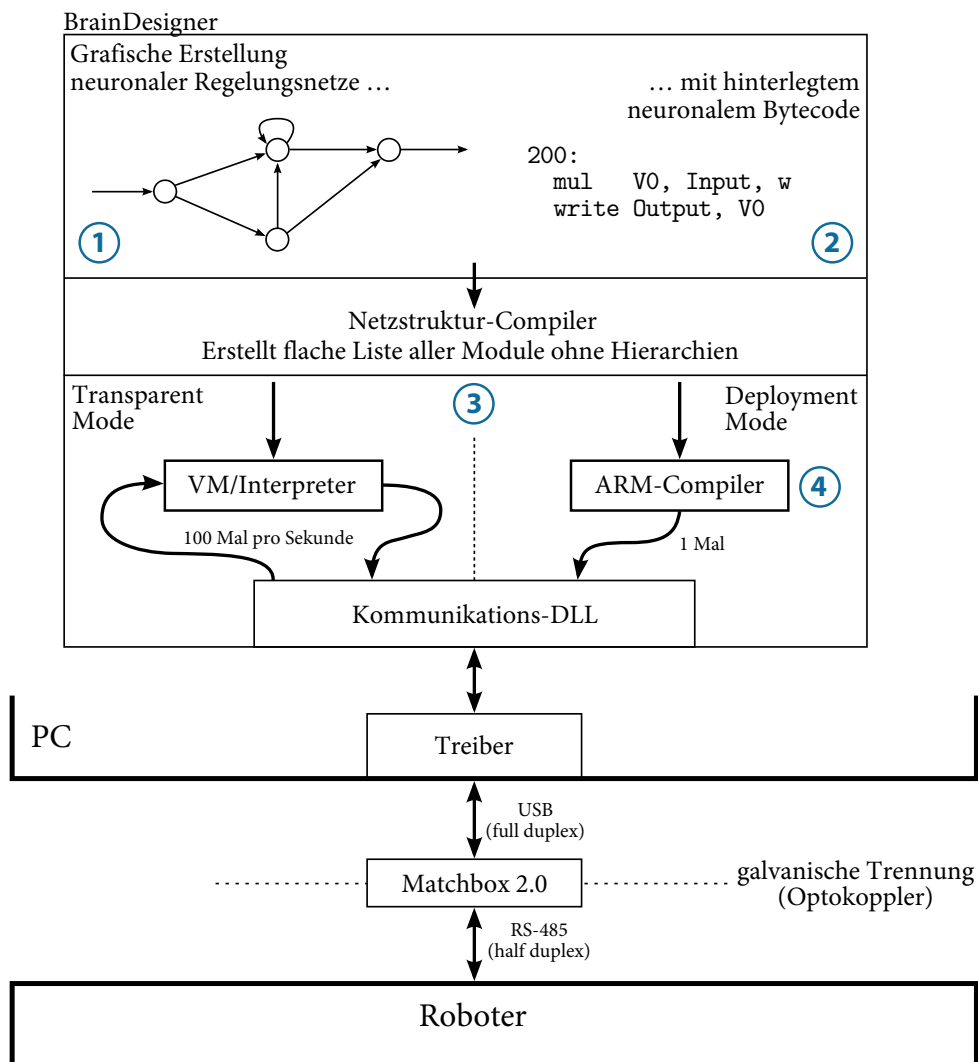 BrainDesigner
Grafische Erstellung
neuronaler Regelungsnetze …
… mit hinterlegtem
neuronalem Bytecode
200:
mul V0, Input, w
write Output, V0
1
2
Netzstruktur-Compiler
Erstellt flache Liste aller Module ohne Hierarchien
Transparent
Mode
3
Deployment
Mode
VM/Interpreter
ARM-Compiler
4
100 Mal pro Sekunde
1 Mal
Kommunikations-DLL
PC
Treiber
USB
(full duplex)
Matchbox 2.0
galvanische Trennung
(Optokoppler)
RS-485
(half duplex)
Roboter